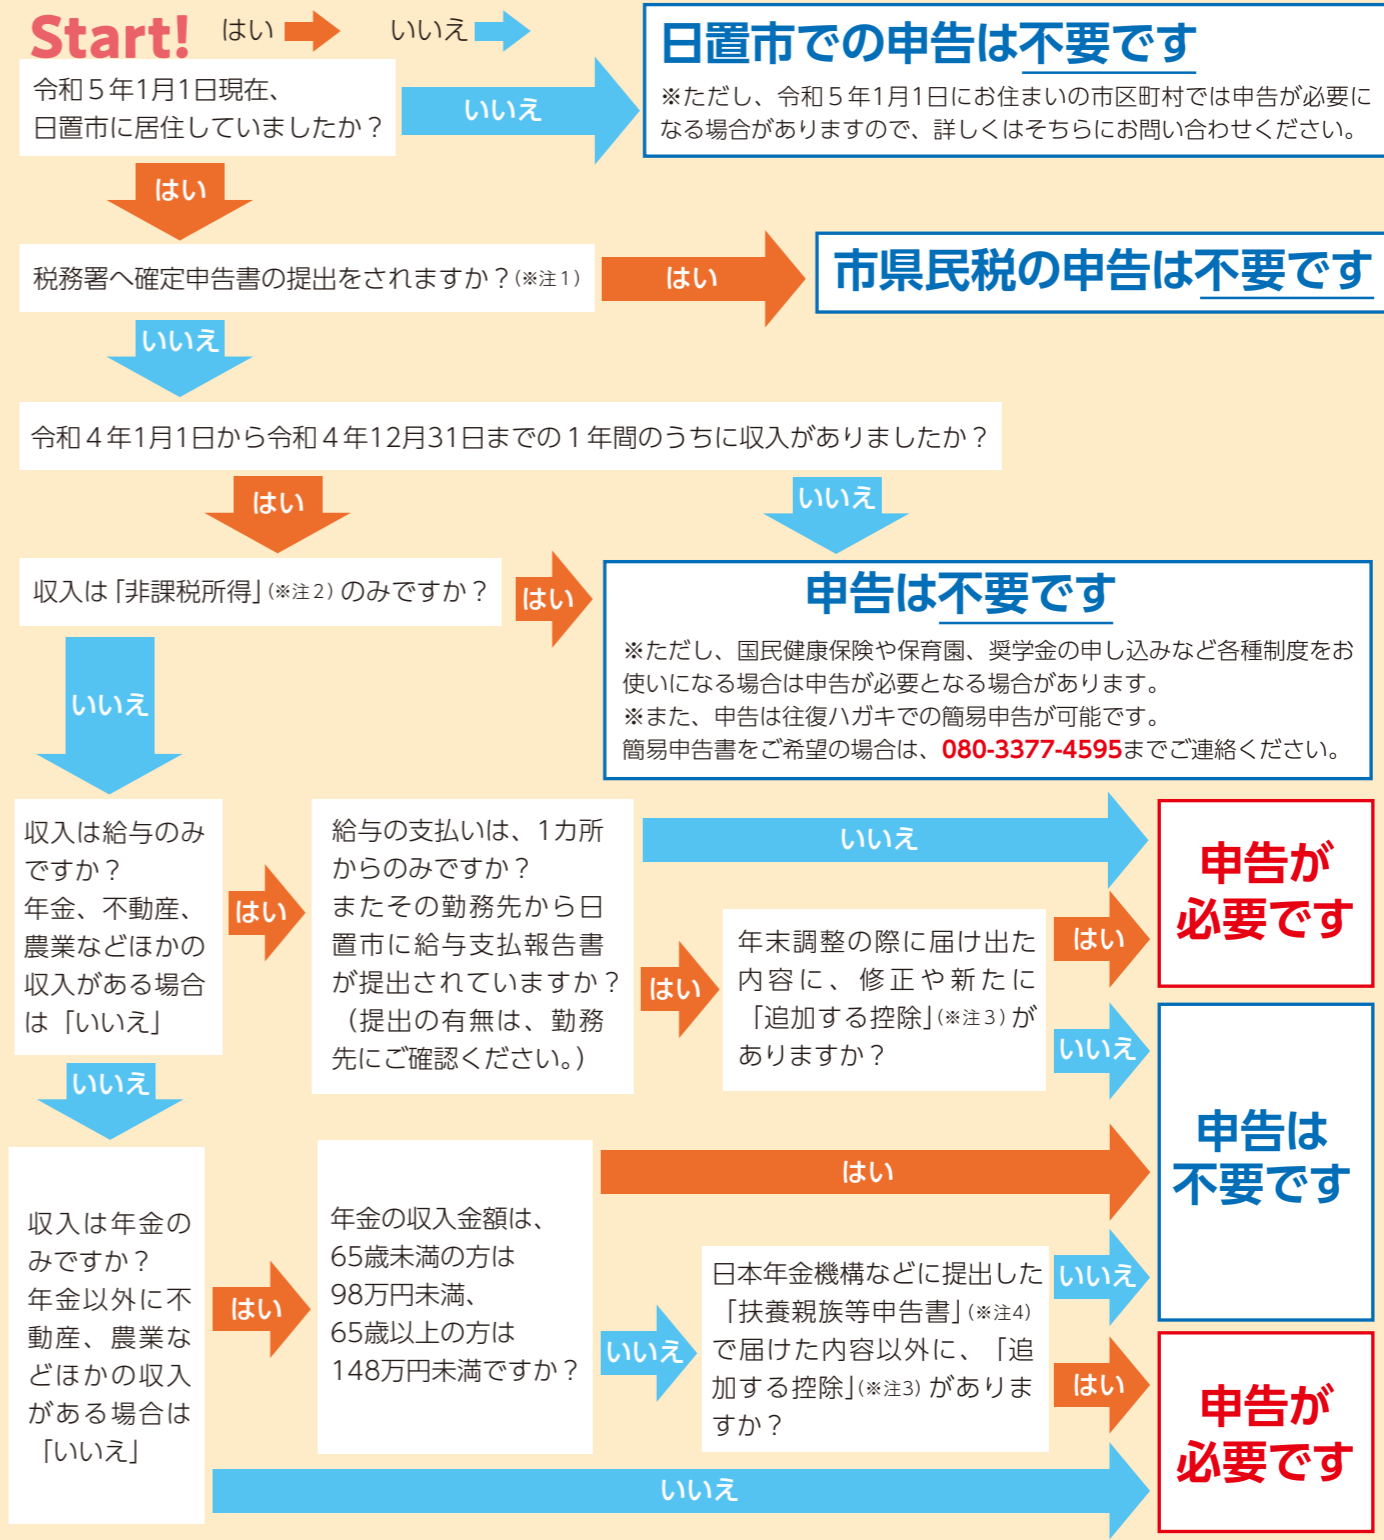 Start! はい いいえ
令和５年1月1日現在、
日置市に居住していましたか？
いいえ
日置市での申告は不要です
※ただし、令和５年1月1日にお住まいの市区町村では申告が必要に
なる場合がありますので、詳しくはそちらにお問い合わせください。
はい
税務署へ確定申告書の提出をされますか？(※注１)
はい
市県民税の申告は不要です
いいえ
令和４年1月1日から令和４年12月31日までの１年間のうちに収入がありましたか？
はい
いいえ
収入は「非課税所得」(※注２) のみですか？
はい
申告は不要です
※ただし、国民健康保険や保育園、奨学金の申し込みなど各種制度をお
使いになる場合は申告が必要となる場合があります。
※また、申告は往復ハガキでの簡易申告が可能です。
簡易申告書をご希望の場合は、080-3377-4595までご連絡ください。
いいえ
収入は給与のみ
ですか？
年金、不動産、
農業などほかの
収入がある場合
は「いいえ」
はい
給与の支払いは、1カ所
からのみですか？
またその勤務先から日
置市に給与支払報告書
が提出されていますか？
（提出の有無は、勤務
先にご確認ください。）
いいえ
はい
年末調整の際に届け出た
内容に、修正や新たに
「追加する控除」(※注３) が
ありますか？
はい
申告が
必要です
いいえ
申告は
不要です
いいえ
収入は年金の
みですか？
年金以外に不
動産、農業な
どほかの収入
がある場合は
「いいえ」
はい
年金の収入金額は、
65歳未満の方は
98万円未満、
65歳以上の方は
148万円未満ですか？
はい
いいえ
日本年金機構などに提出した
「扶養親族等申告書」(※注4)
で届けた内容以外に、「追
加する控除」(※注3) がありま
すか？
いいえ
はい
申告が
必要です
いいえ